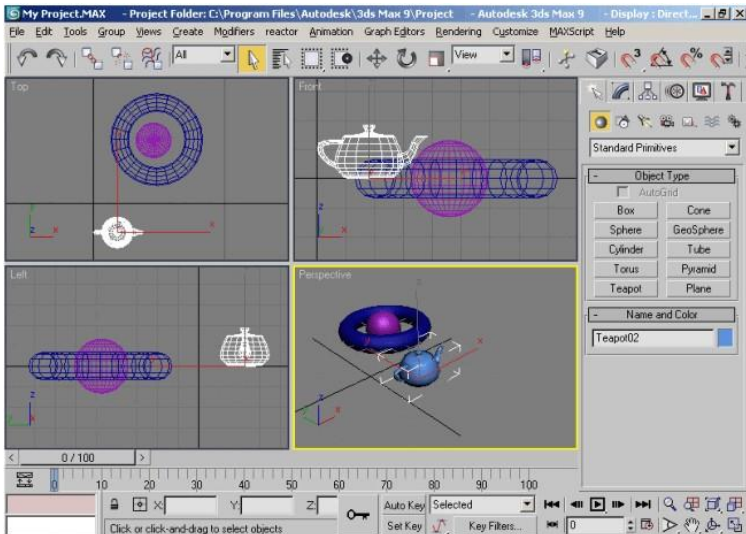 My Project.MAX - Project Folder: C:\Program Files\Autodesk\3ds Max 9\Project - Autodesk 3ds Max 9 - Display : Direct...
File Edit Tools Group Views Create Modifiers reactor Animation Graph Editors Rendering Customize MAXScript Help
All View 3
Top
Front
Standard Primitives
- Object Type
AutoGrid
Box Cone
Sphere GeoSphere
Cylinder Tube
Torus Pyramid
Teapot Plane
- Name and Color
Teapot02
Left
Perspective
z
x
y
< 0 / 100 >
0 10 20 30 40 50 60 70 80 90 100
X: Y: Z: Auto Key Selected
Click or click-and-drag to select objects Set Key Key Filters... 0